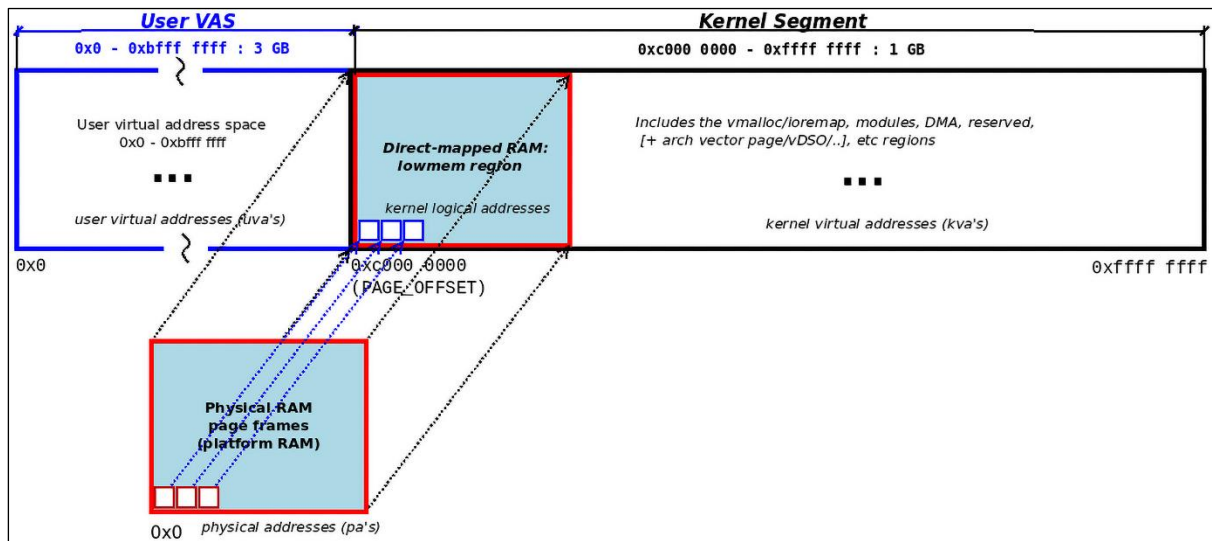 User VAS
Kernel Segment
0x0 - 0xbfff ffff : 3 GB
0xc000 0000 - 0xffff ffff : 1 GB
User virtual address space
0x0 - 0xbfff ffff
...
user virtual addresses (uva's)
Direct-mapped RAM:
lowmem region
kernel logical addresses
Includes the vmalloc/ioremap, modules, DMA, reserved,
[+ arch vector page/vDSO/..], etc regions
...
kernel virtual addresses (kva's)
0x0
0xc000 0000
(PAGE_OFFSET)
0xffff ffff
Physical RAM
page frames
(platform RAM)
0x0
physical addresses (pa's)